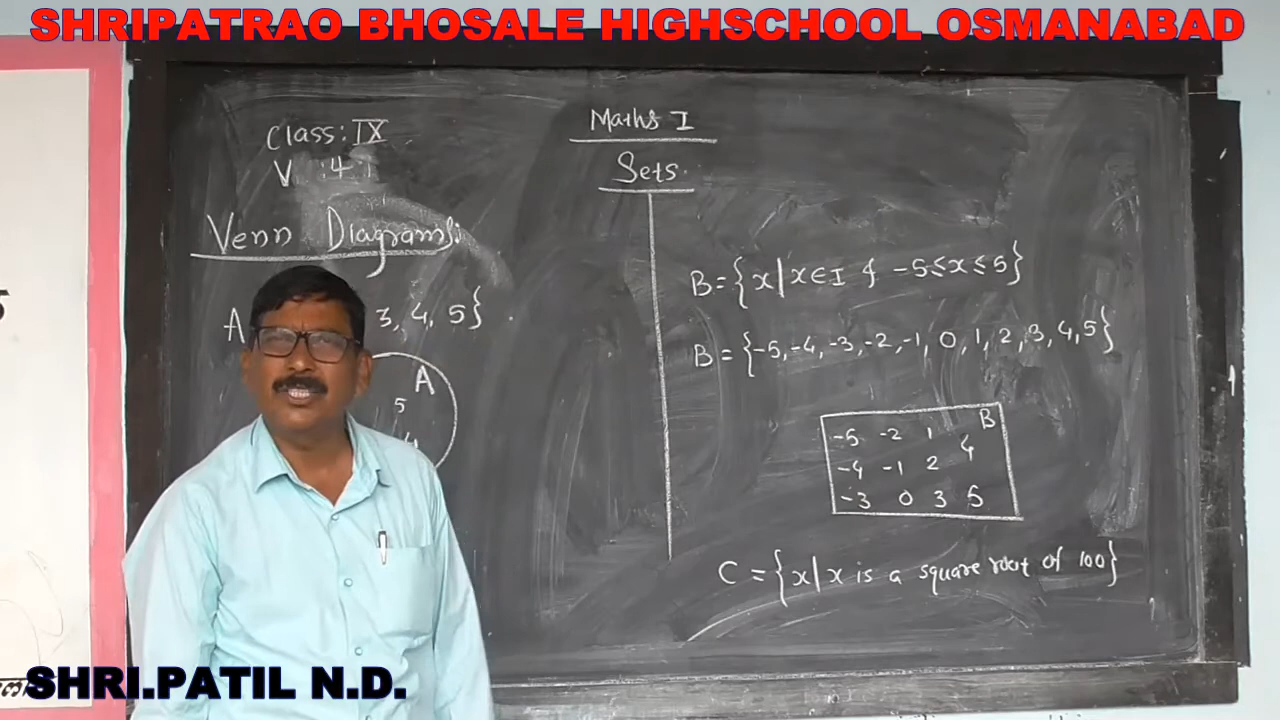 SHRIPATRAO BHOSALE HIGHSCHOOL OSMANABAD
Class: IX
V :4
Maths I
Sets.
Venn Diagrams:
A 3, 4, 5} .
A
5
4
B = {x/x∈I & -5≤x≤5}
B = {-5,-4,-3,-2,-1, 0, 1, 2, 3, 4, 5}
B
-5 -2 1 4
-4 -1 2
-3 0 3 5
C = {x/x is a square root of 100}
SHRI.PATIL N.D.